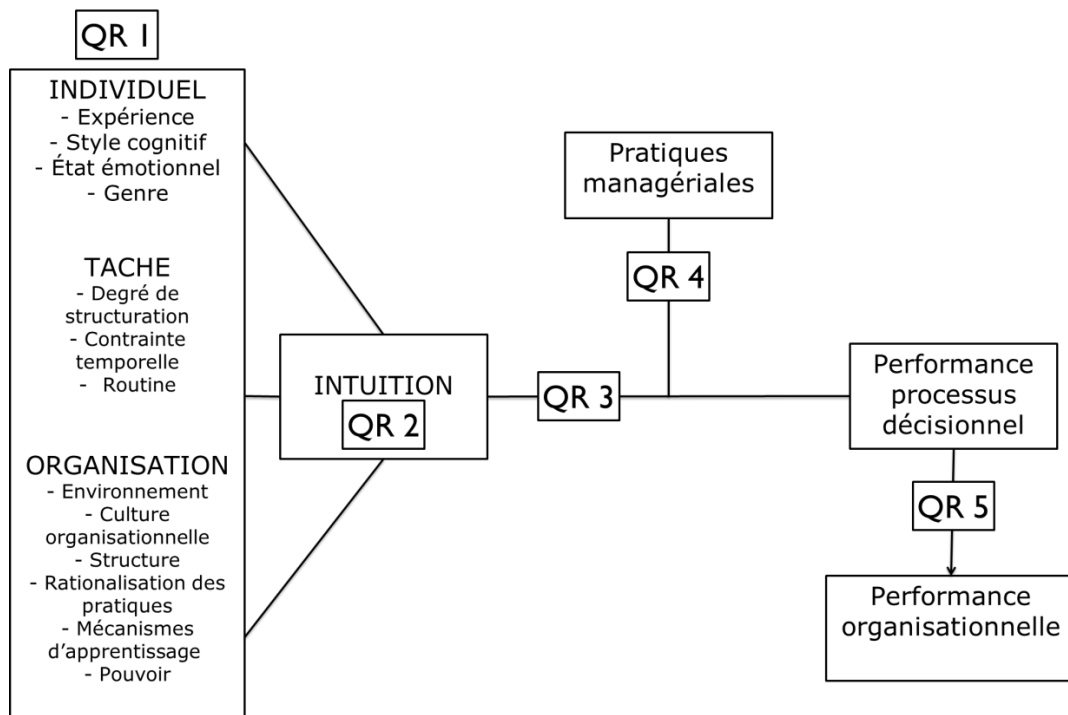 QR 1
INDIVIDUEL
- Expérience
- Style cognitif
- État émotionnel
- Genre
TACHE
- Degré de
structuration
- Contrainte
temporelle
- Routine
ORGANISATION
- Environnement
- Culture
organisationnelle
- Structure
- Rationalisation des
pratiques
- Mécanismes
d'apprentissage
- Pouvoir
INTUITION
QR 2
QR 3
Pratiques
managériales
QR 4
Performance
processus
décisionnel
QR 5
Performance
organisationnelle